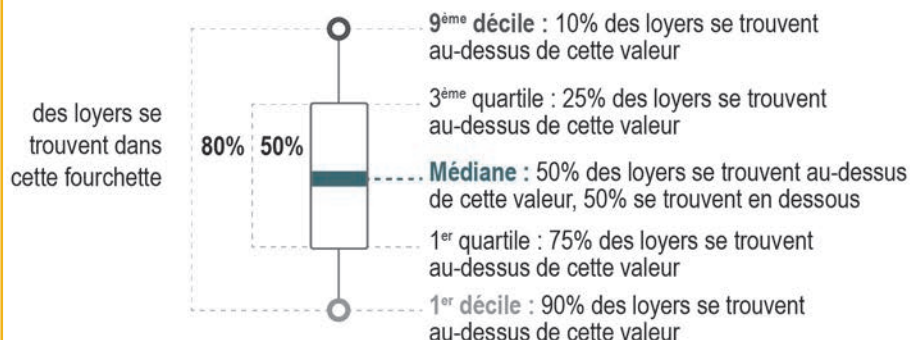 9ème décile : 10% des loyers se trouvent
au-dessus de cette valeur
3ème quartile : 25% des loyers se trouvent
au-dessus de cette valeur
des loyers se
trouvent dans
cette fourchette
80% 50%
Médiane : 50% des loyers se trouvent au-dessus
de cette valeur, 50% se trouvent en dessous
1er quartile : 75% des loyers se trouvent
au-dessus de cette valeur
1er décile : 90% des loyers se trouvent
au-dessus de cette valeur